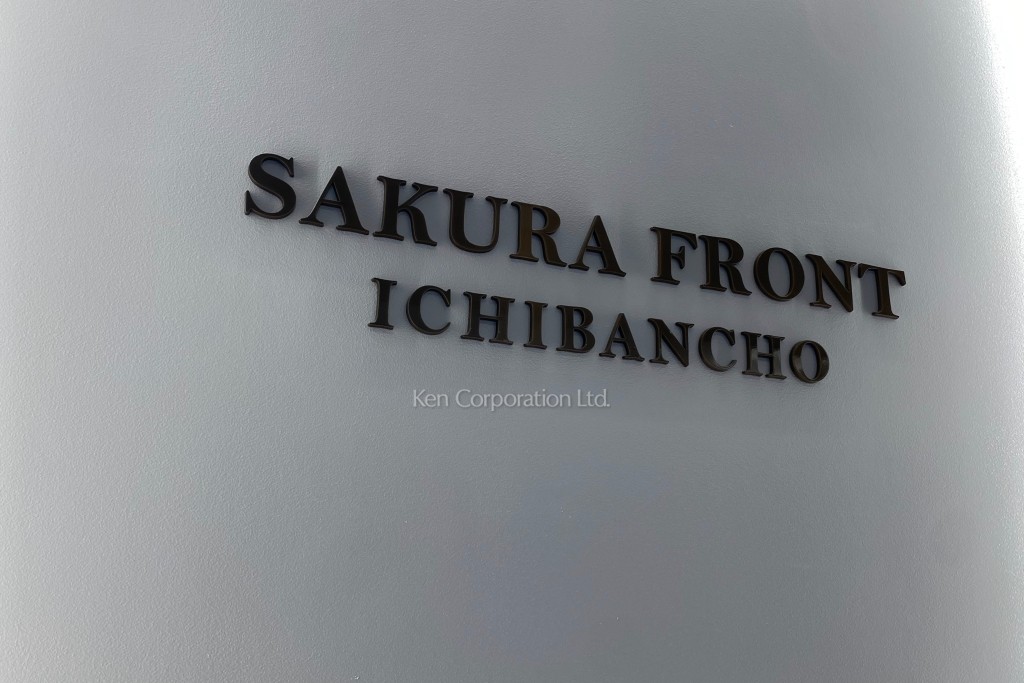 SAKURA FRONT
ICHIBANCHO
Ken Corporation Ltd.